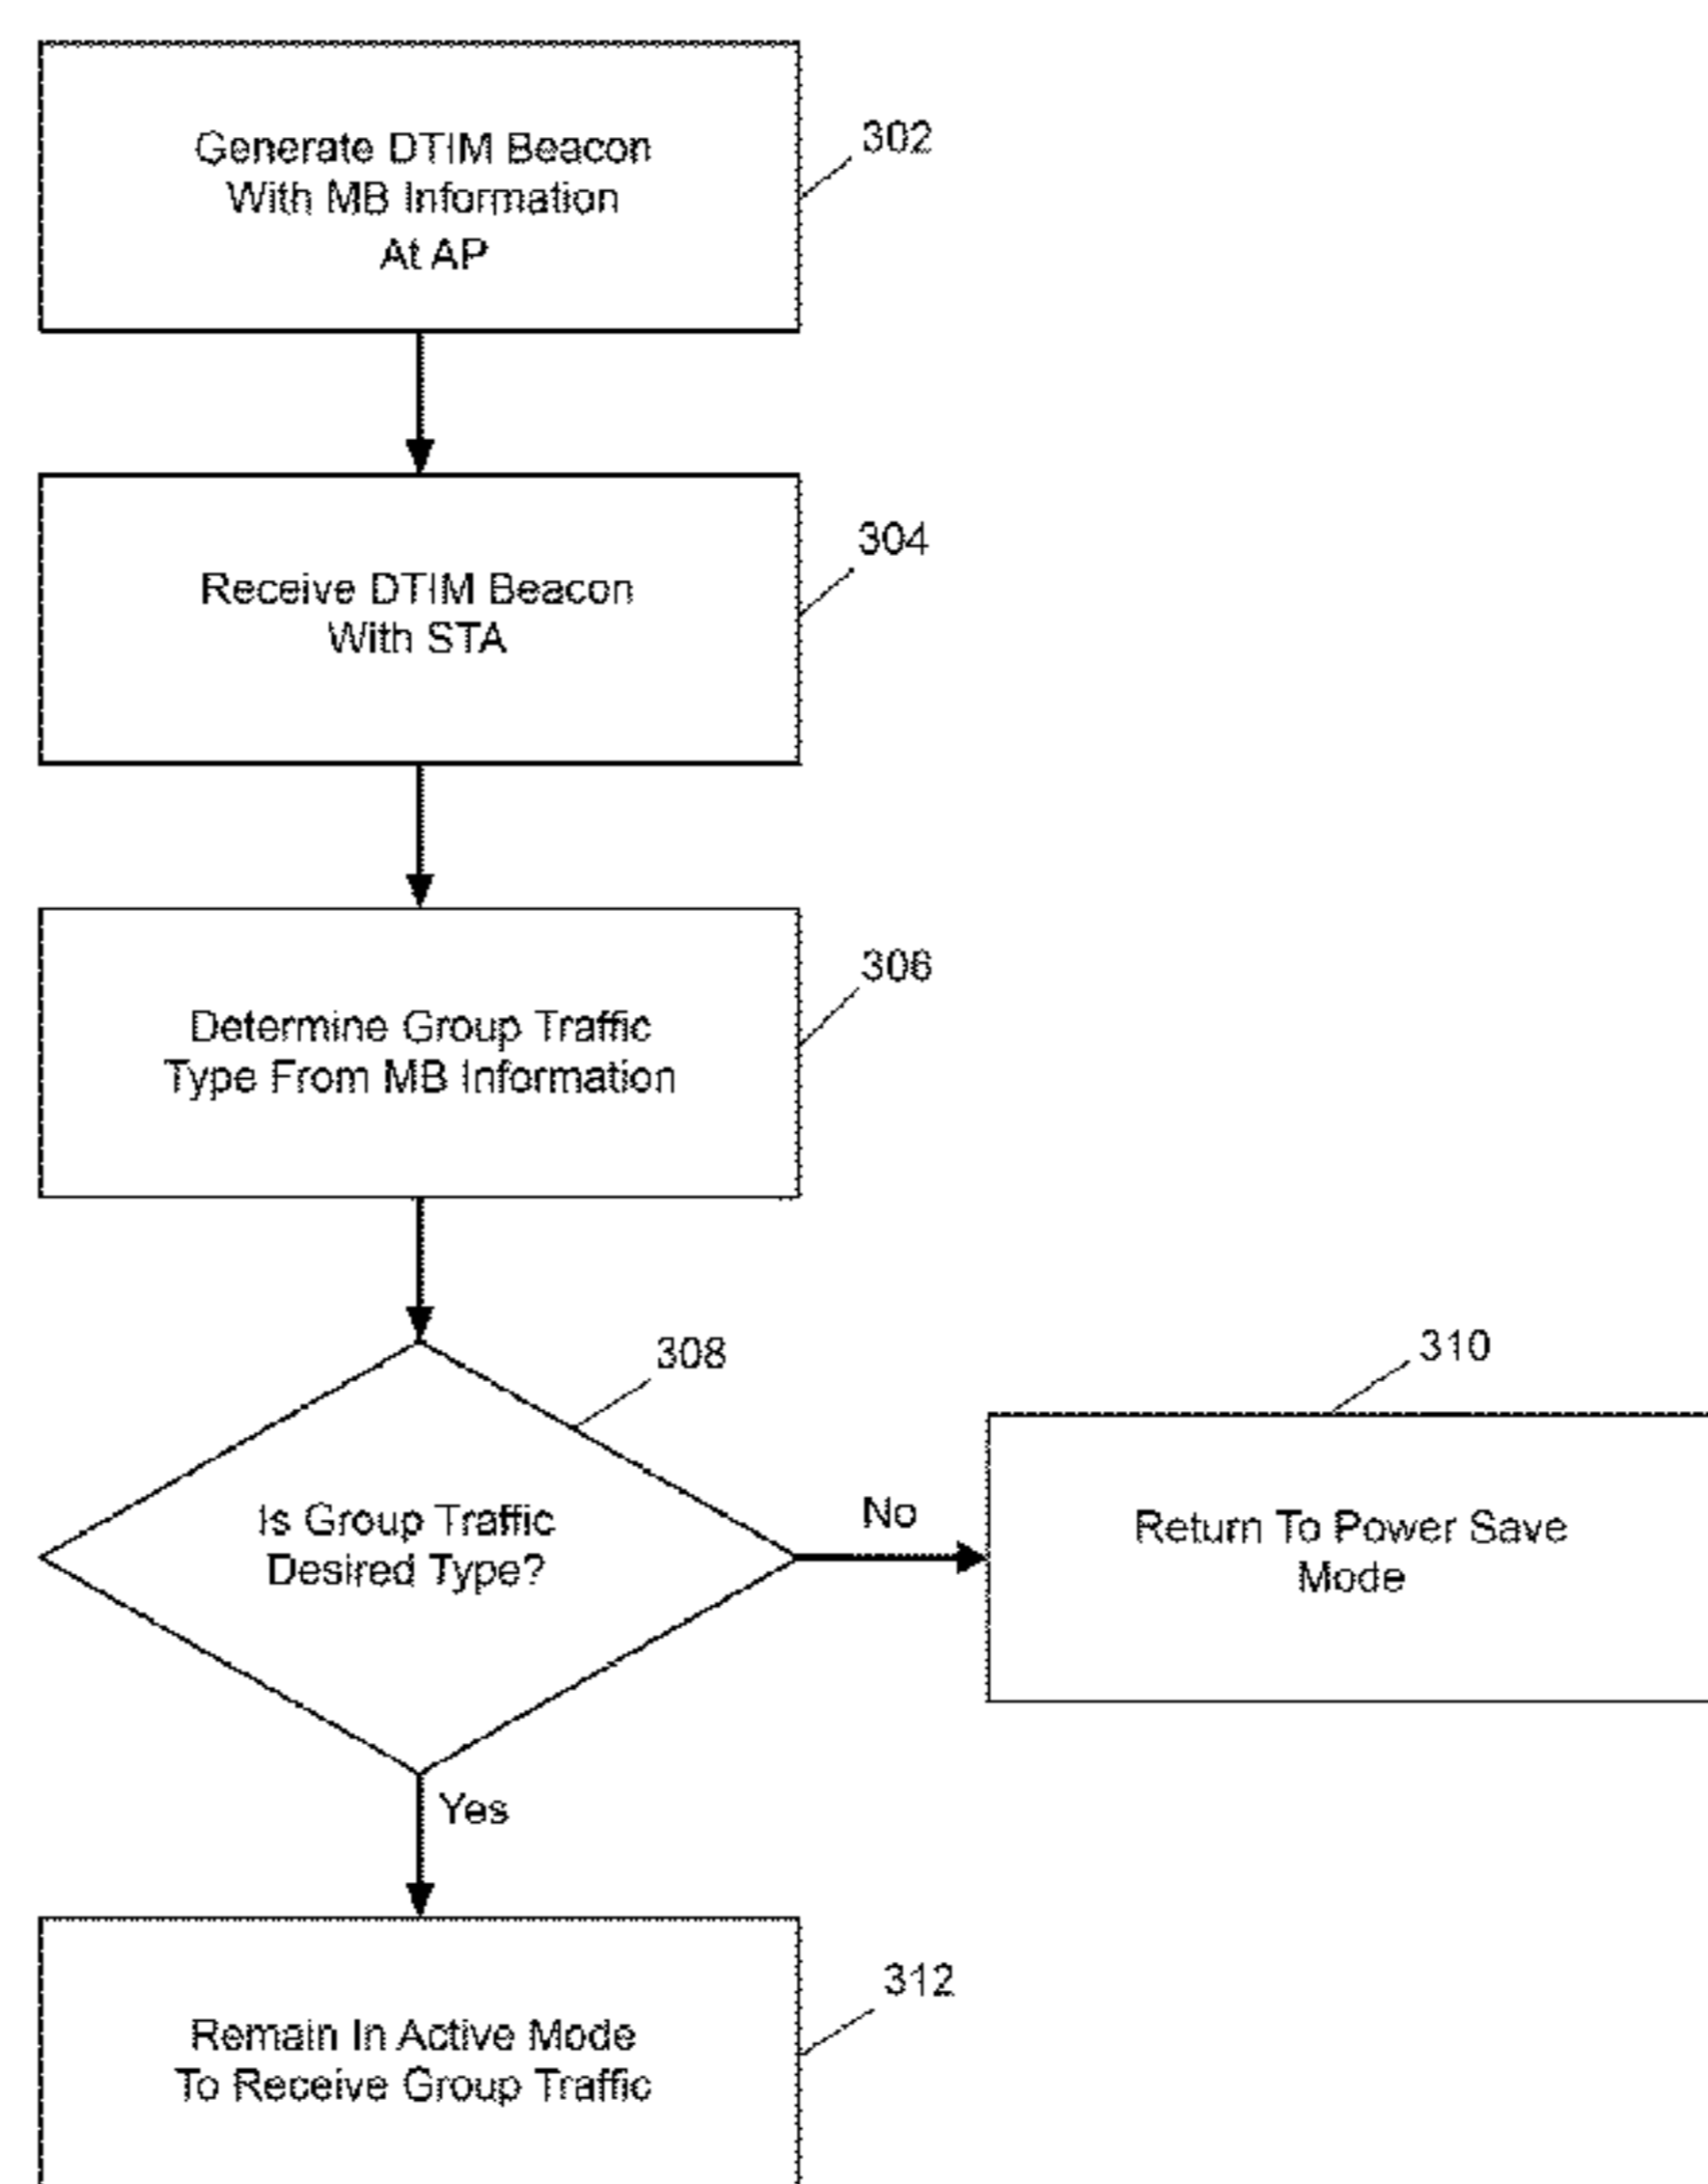 Generate DTIM Beacon
With MB Information
At AP
302
Receive DTIM Beacon
With STA
304
Determine Group Traffic
Type From MB Information
306
Is Group Traffic
Desired Type?
308
No
Return To Power Save
Mode
310
Yes
Remain In Active Mode
To Receive Group Traffic
312